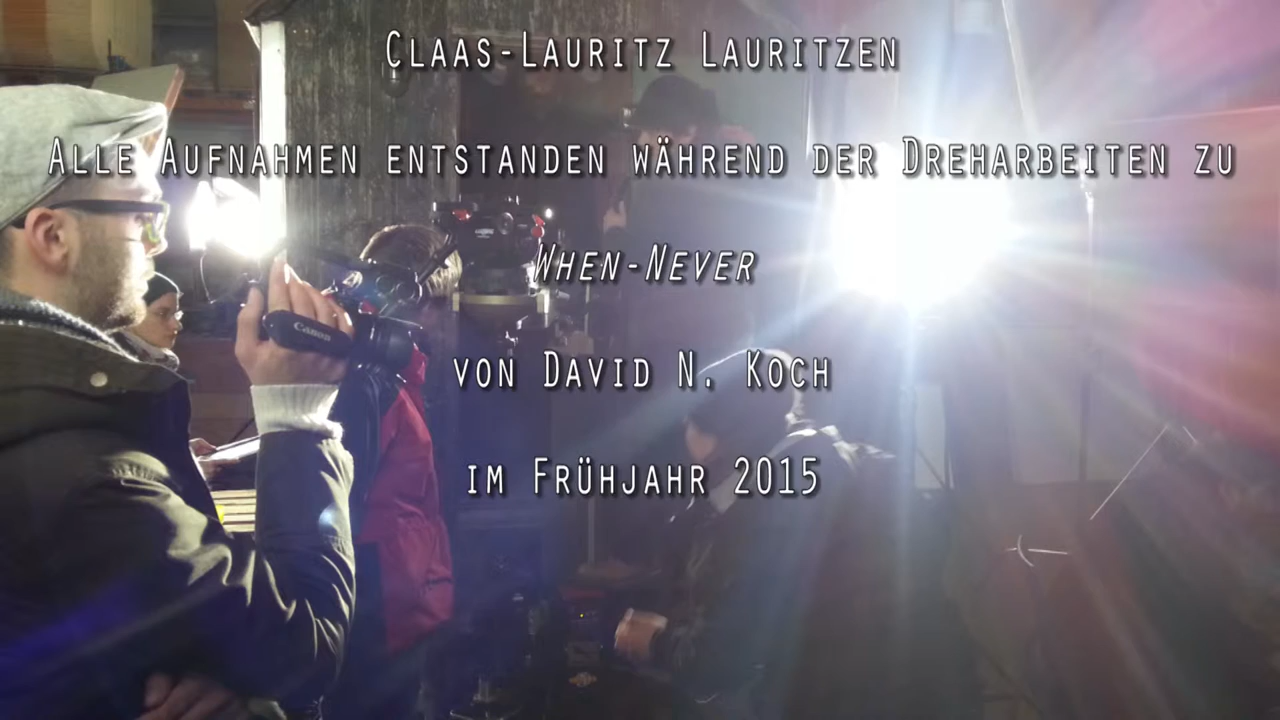 Claas-Lauritz Lauritzen
Alle Aufnahmen entstanden während der Dreharbeiten zu
When-Never
von David N. Koch
im Frühjahr 2015
Canon